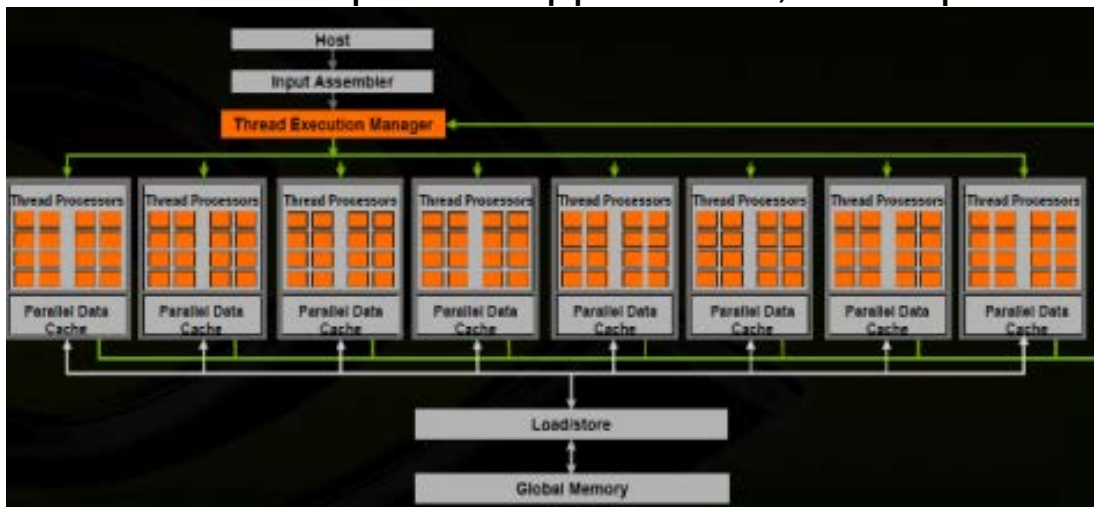 Host
Input Assembler
Thread Execution Manager
Thread Processors
Thread Processors
Thread Processors
Thread Processors
Thread Processors
Thread Processors
Thread Processors
Thread Processors
Parallel Data
Cache
Parallel Data
Cache
Parallel Data
Cache
Parallel Data
Cache
Parallel Data
Cache
Parallel Data
Cache
Parallel Data
Cache
Parallel Data
Cache
Load/store
Global Memory